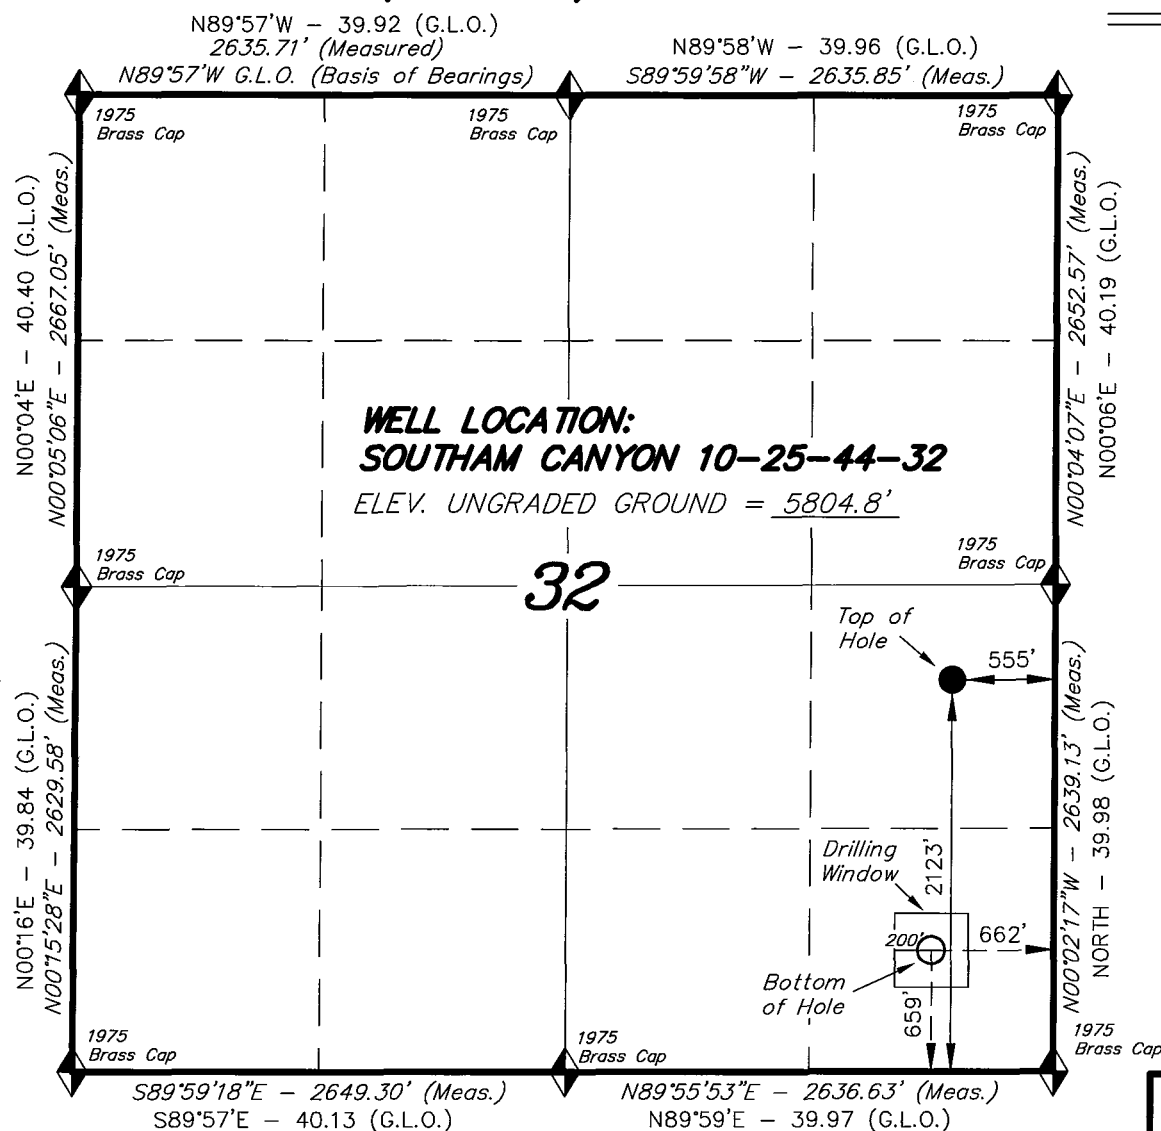 N89°57'W - 39.92 (G.L.O.)
2635.71' (Measured)
N89°57'W G.L.O. (Basis of Bearings)
N89°58'W - 39.96 (G.L.O.)
S89°59'58"W - 2635.85' (Meas.)
1975
Brass Cap
1975
Brass Cap
1975
Brass Cap
N00°04'E - 40.40 (G.L.O.)
N00°05'06"E - 2667.05' (Meas.)
N00°04'07"E - 2652.57' (Meas.)
N00°06'E - 40.19 (G.L.O.)
WELL LOCATION:
SOUTHAM CANYON 10-25-44-32
ELEV. UNGRADED GROUND = 5804.8'
1975
Brass Cap
1975
Brass Cap
32
Top of
Hole
555'
N00°16'E - 39.84 (G.L.O.)
N00°15'28"E - 2629.58' (Meas.)
N00°02'17"W - 2639.13' (Meas.)
NORTH - 39.98 (G.L.O.)
Drilling
Window
2123'
200'
662'
Bottom
of Hole
659'
1975
Brass Cap
1975
Brass Cap
1975
Brass Cap
S89°59'18"E - 2649.30' (Meas.)
S89°57'E - 40.13 (G.L.O.)
N89°55'53"E - 2636.63' (Meas.)
N89°59'E - 39.97 (G.L.O.)